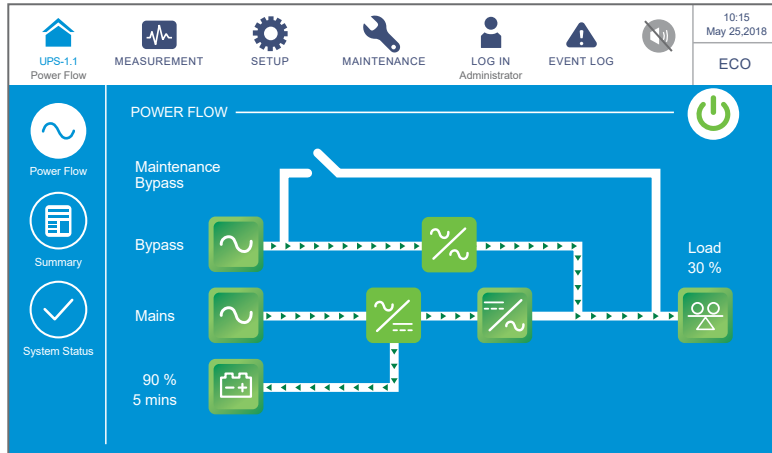 UPS-1.1
Power Flow
MEASUREMENT
SETUP
MAINTENANCE
LOG IN
Administrator
EVENT LOG
10:15
May 25,2018
ECO
Power Flow
Summary
System Status
POWER FLOW
Maintenance
Bypass
Bypass
Mains
90 %
5 mins
Load
30 %